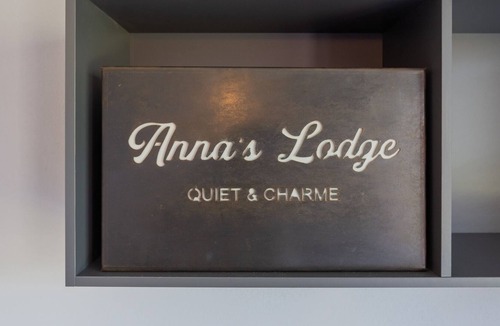 Anna's Lodge
QUIET & CHARME